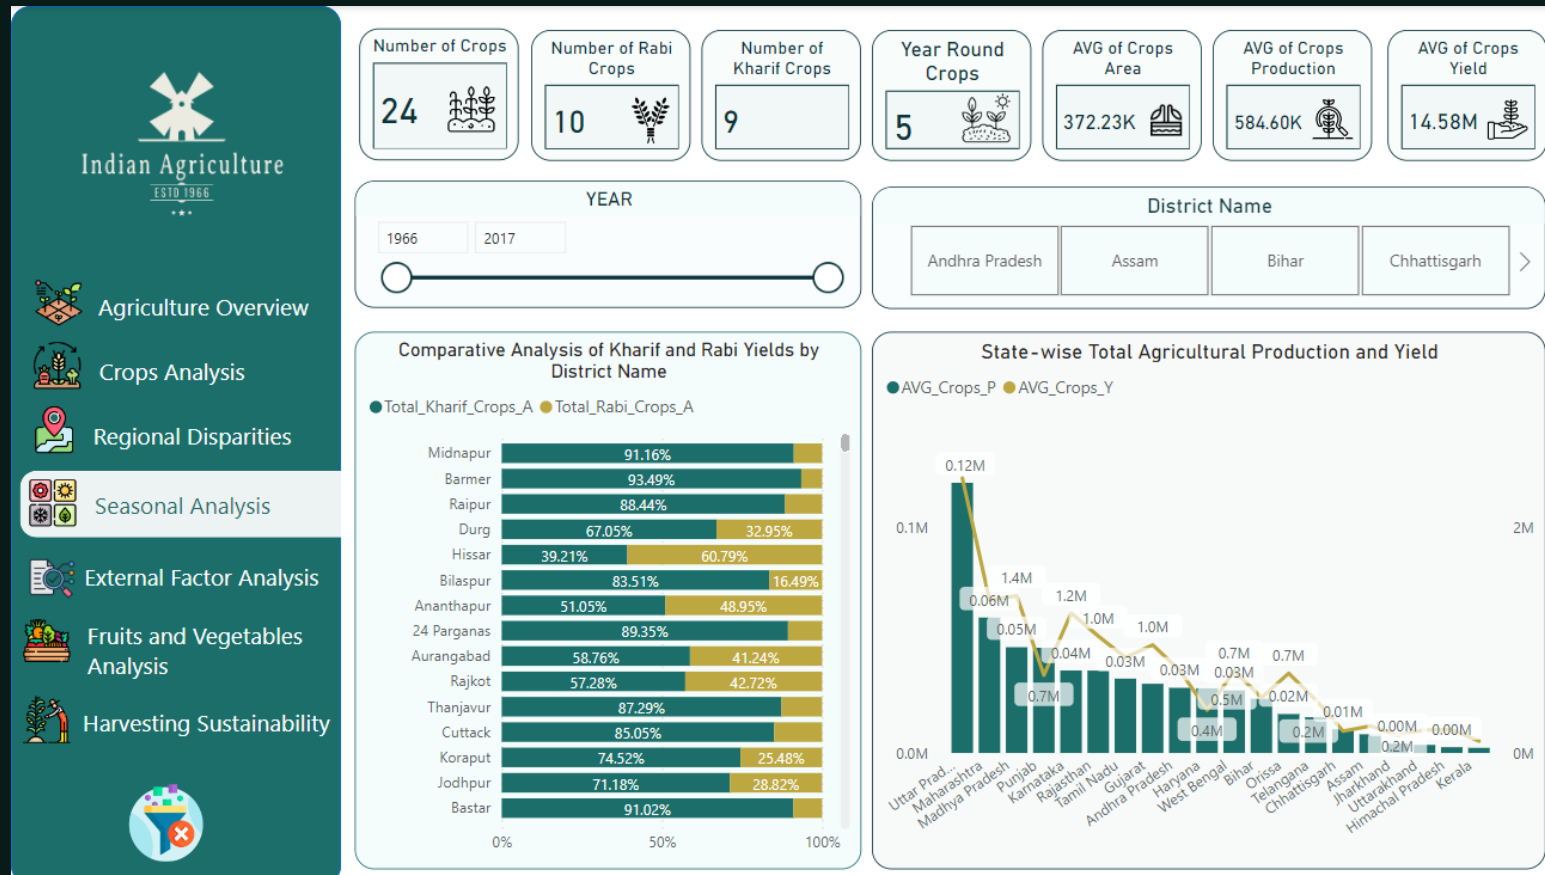 Indian Agriculture
ESTD 1966
Agriculture Overview
Crops Analysis
Regional Disparities
Seasonal Analysis
External Factor Analysis
Fruits and Vegetables
Analysis
Harvesting Sustainability
Number of Crops
24
Number of Rabi
Crops
10
Number of
Kharif Crops
9
Year Round
Crops
5
AVG of Crops
Area
372.23K
AVG of Crops
Production
584.60K
AVG of Crops
Yield
14.58M
YEAR
1966
2017
District Name
Andhra Pradesh
Assam
Bihar
Chhattisgarh
Comparative Analysis of Kharif and Rabi Yields by
District Name
Total_Kharif_Crops_A Total_Rabi_Crops_A
Midnapur 91.16%
Barmer 93.49%
Raipur 88.44%
Durg 67.05% 32.95%
Hissar 39.21% 60.79%
Bilaspur 83.51% 16.49%
Ananthapur 51.05% 48.95%
24 Parganas 89.35%
Aurangabad 58.76% 41.24%
Rajkot 57.28% 42.72%
Thanjavur 87.29%
Cuttack 85.05%
Koraput 74.52% 25.48%
Jodhpur 71.18% 28.82%
Bastar 91.02%
0% 50% 100%
State-wise Total Agricultural Production and Yield
AVG_Crops_P AVG_Crops_Y
0.12M
0.1M
2M
1.4M
0.06M
1.2M
0.05M
1.0M
1.0M
0.04M
0.03M
0.03M
0.7M
0.03M
0.7M
0.7M
0.5M
0.02M
0.01M
0.4M
0.2M
0.00M
0.00M
0.2M
0.0M
0M
Uttar Prad...
Maharashtra
Madhya Pradesh
Punjab
Karnataka
Rajasthan
Tamil Nadu
Gujarat
Andhra Pradesh
Haryana
West Bengal
Bihar
Orissa
Telangana
Chhattisgarh
Assam
Jharkhand
Uttarakhand
Himachal Pradesh
Kerala